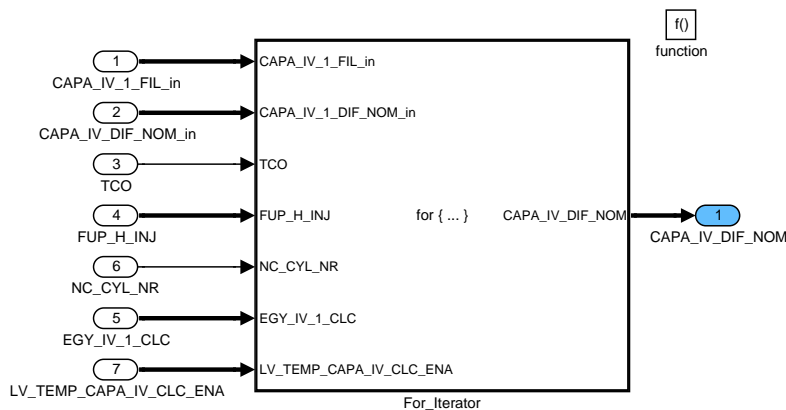 f()
function
1
CAPA_IV_1_FIL_in
CAPA_IV_1_FIL_in
2
CAPA_IV_DIF_NOM_in
CAPA_IV_1_DIF_NOM_in
3
TCO
TCO
4
FUP_H_INJ
FUP_H_INJ
for { ... }
CAPA_IV_DIF_NOM
1
CAPA_IV_DIF_NOM
6
NC_CYL_NR
NC_CYL_NR
5
EGY_IV_1_CLC
EGY_IV_1_CLC
7
LV_TEMP_CAPA_IV_CLC_ENA
LV_TEMP_CAPA_IV_CLC_ENA
For_Iterator